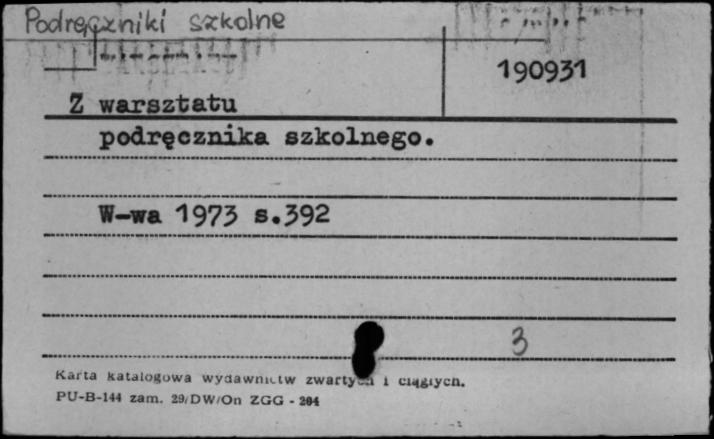 Podręczniki szkolne
190931
Z warsztatu
podręcznika szkolnego.
W-wa 1973 s.392
3
Karta katalogowa wydawnictw zwartych i ciągłych.
PU-B-144 zam. 29/DW/On ZGG - 204